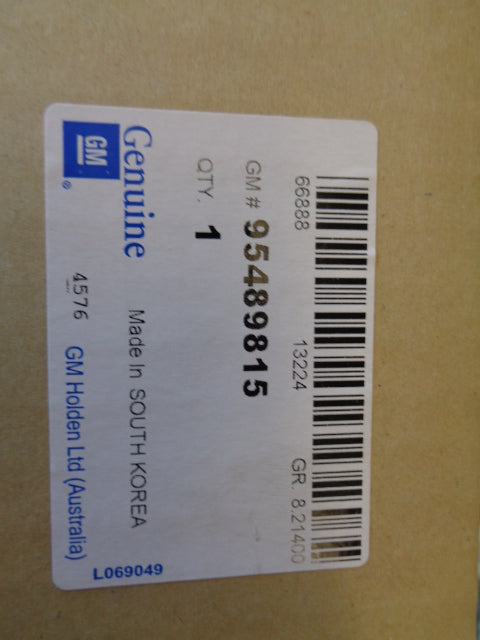 66888 13224 GR. 8.21400
GM # 95489815
QTY. 1
GM ® Genuine Made In SOUTH KOREA
4576 GM Holden Ltd (Australia)
L069049